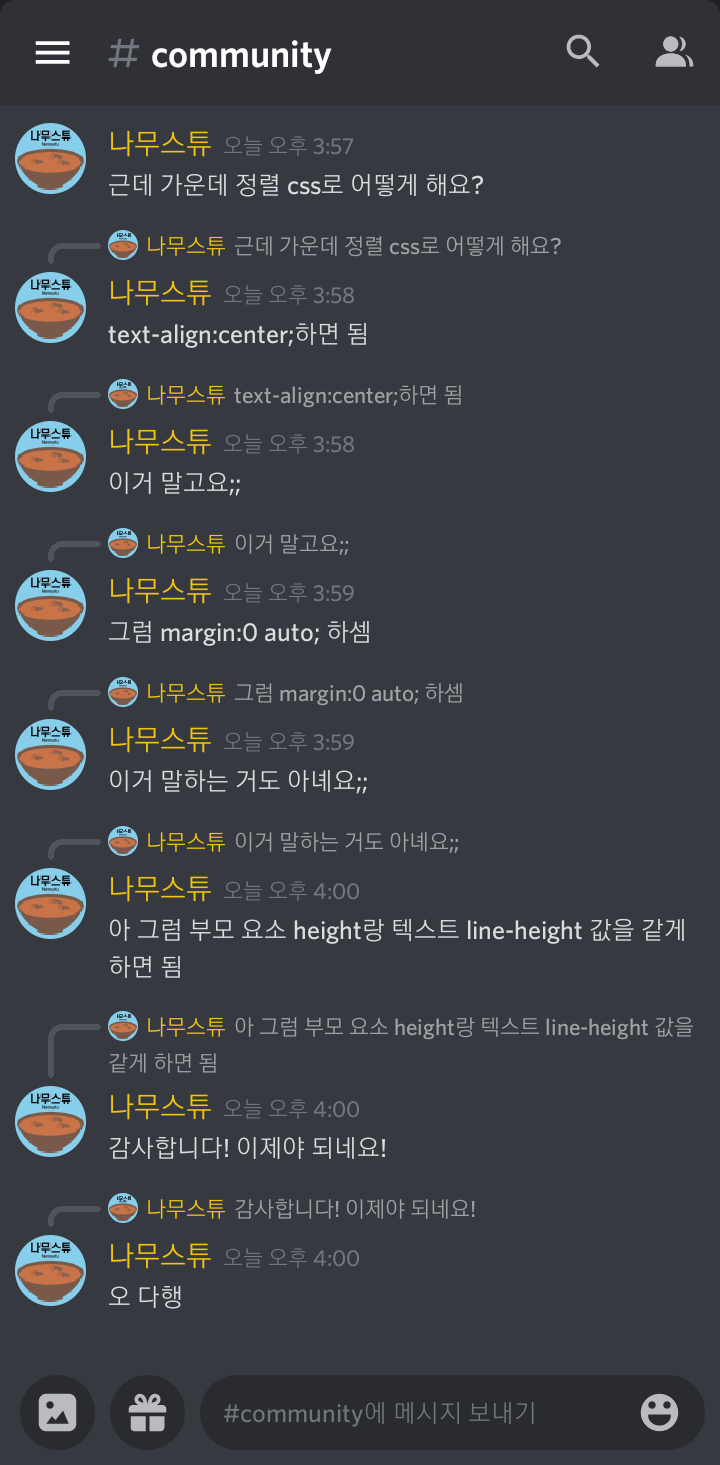 # community
나무스튜 오늘 오후 3:57
근데 가운데 정렬 css로 어떻게 해요?
나무스튜 근데 가운데 정렬 css로 어떻게 해요?
나무스튜 오늘 오후 3:58
text-align:center;하면 됨
나무스튜 text-align:center;하면 됨
나무스튜 오늘 오후 3:58
이거 말고요;;
나무스튜 이거 말고요;;
나무스튜 오늘 오후 3:59
그럼 margin:0 auto; 하셈
나무스튜 그럼 margin:0 auto; 하셈
나무스튜 오늘 오후 3:59
이거 말하는 거도 아녜요;;
나무스튜 이거 말하는 거도 아녜요;;
나무스튜 오늘 오후 4:00
아 그럼 부모 요소 height랑 텍스트 line-height 값을 같게
하면 됨
나무스튜 아 그럼 부모 요소 height랑 텍스트 line-height 값을
같게 하면 됨
나무스튜 오늘 오후 4:00
감사합니다! 이제야 되네요!
나무스튜 감사합니다! 이제야 되네요!
나무스튜 오늘 오후 4:00
오 다행
#community에 메시지 보내기